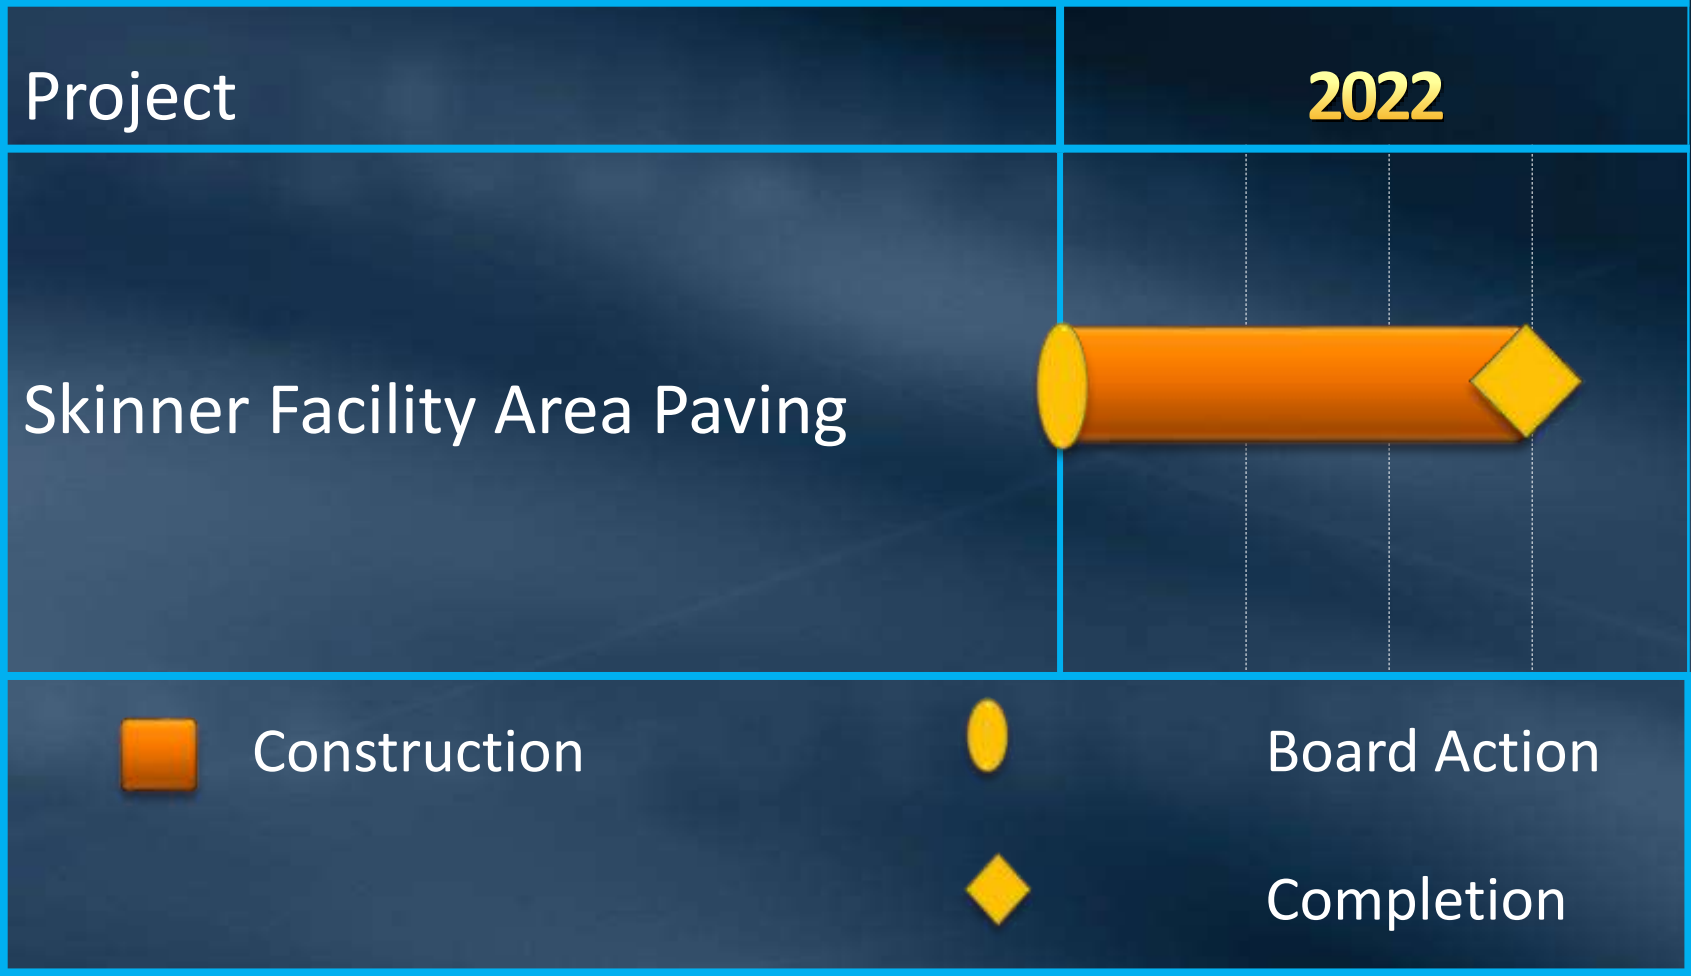 Project
2022
Skinner Facility Area Paving
Construction
Board Action
Completion